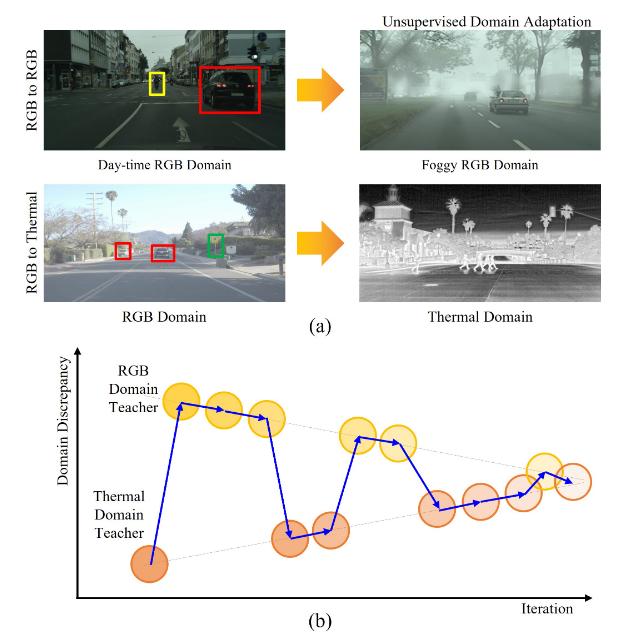 Unsupervised Domain Adaptation
RGB to RGB
Day-time RGB Domain
Foggy RGB Domain
RGB to Thermal
RGB Domain
Thermal Domain
(a)
Domain Discrepancy
RGB
Domain
Teacher
Thermal
Domain
Teacher
Iteration
(b)